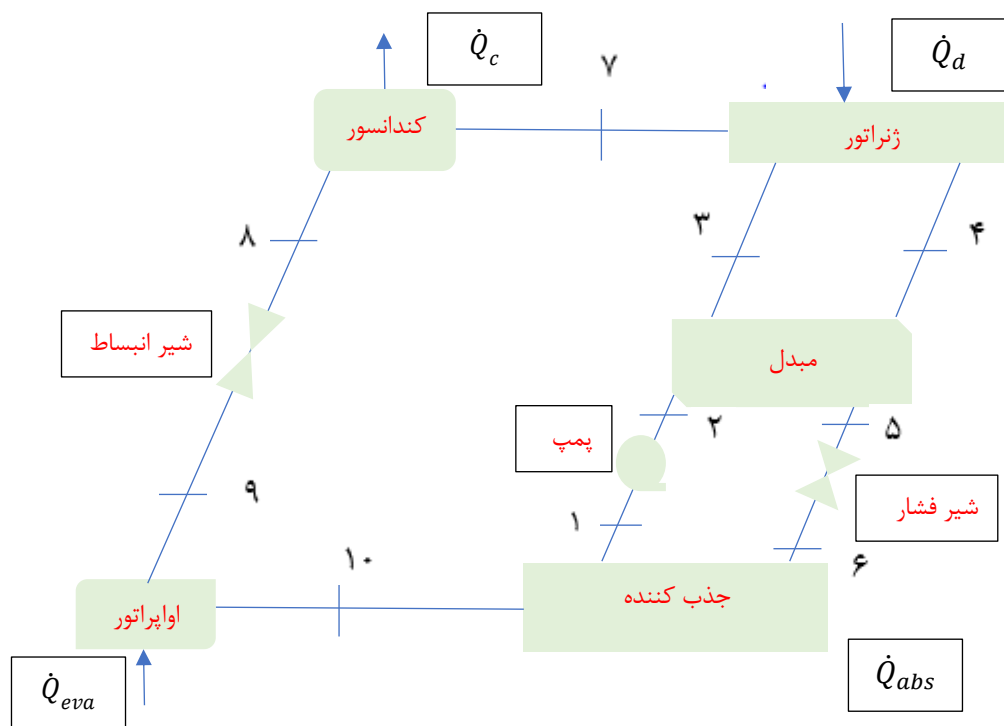 Q̇c
Q̇d
۷
کندانسور
ژنراتور
۸
۳
۴
شیر انبساط
مبدل
پمپ
۲
۵
۹
۱
شیر فشار
۱۰
۶
اواپراتور
جذب کننده
Q̇eva
Q̇abs